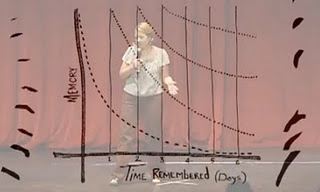 MEMORY
1 2 3 4 5 6
TIME REMEMBERED (Days)